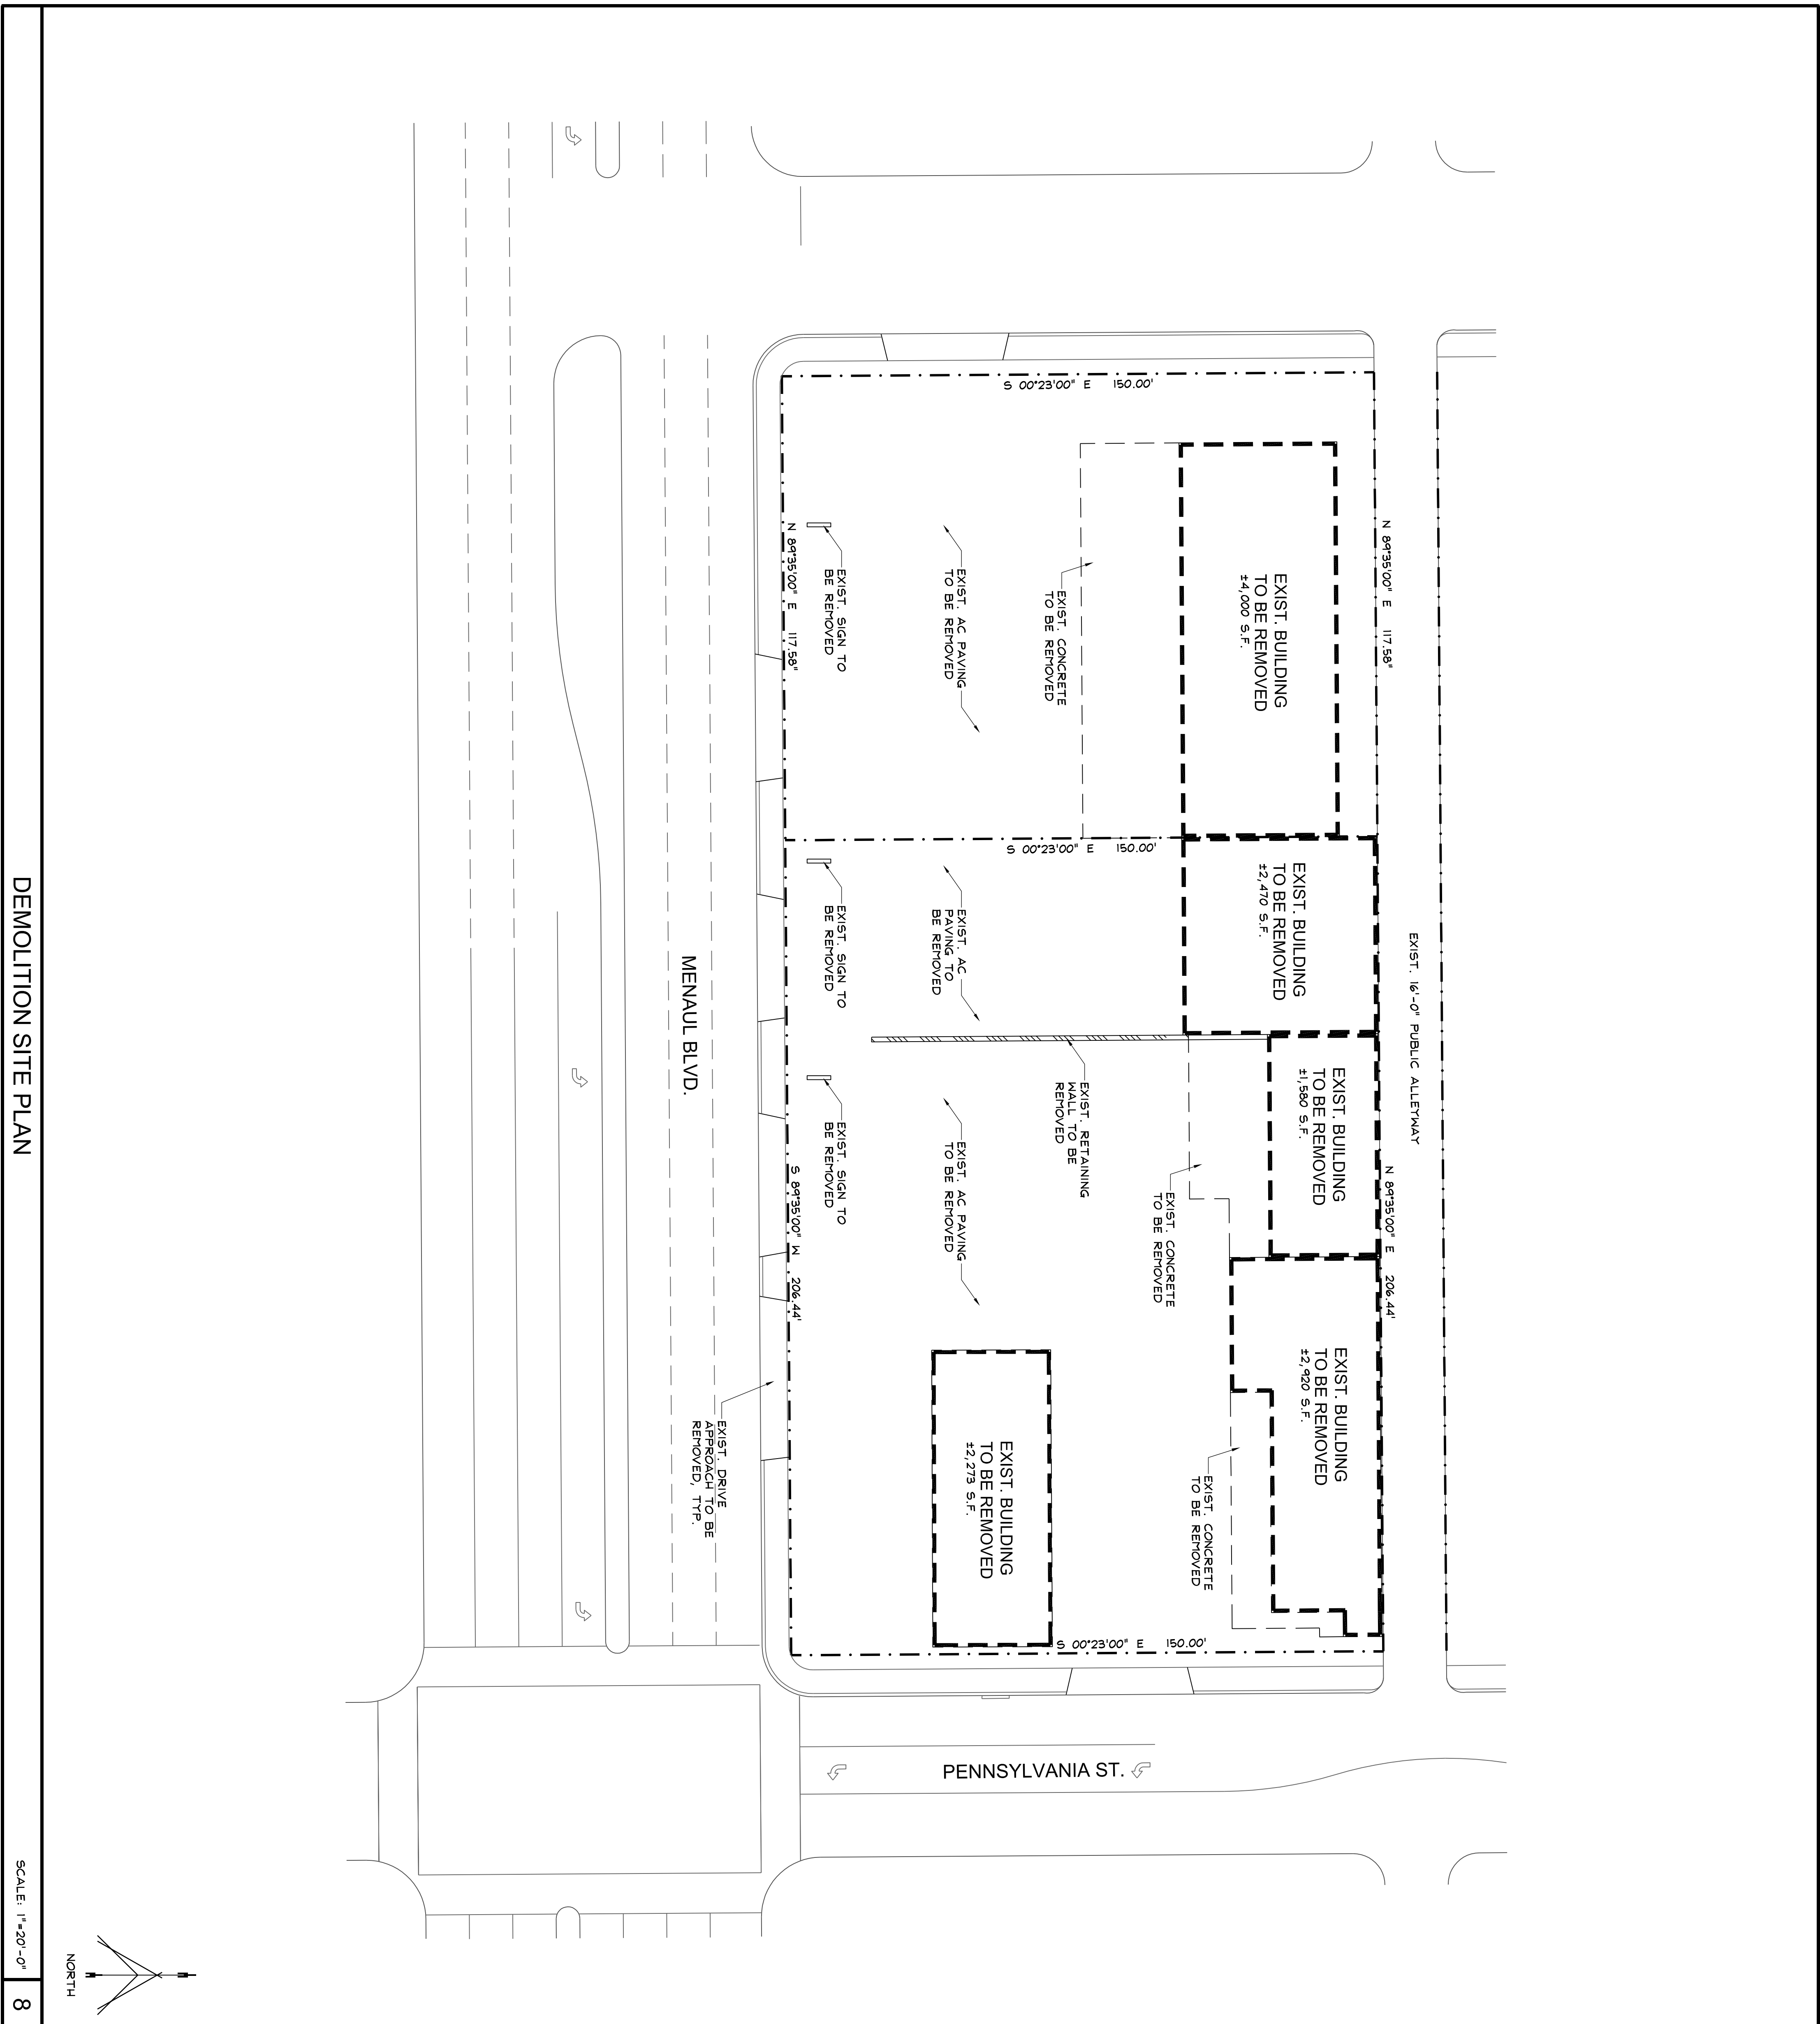 EXIST. 16'-0" PUBLIC ALLEYWAY
N 89°35'00" E 117.58"
N 89°35'00" E 206.44'
EXIST. BUILDING
TO BE REMOVED
±4,000 S.F.
EXIST. BUILDING
TO BE REMOVED
±2,470 S.F.
EXIST. BUILDING
TO BE REMOVED
±1,580 S.F.
EXIST. BUILDING
TO BE REMOVED
±2,920 S.F.
S 00°23'00" E 150.00'
S 00°23'00" E 150.00'
S 00°23'00" E 150.00'
EXIST. CONCRETE
TO BE REMOVED
EXIST. RETAINING
WALL TO BE
REMOVED
EXIST. CONCRETE
TO BE REMOVED
EXIST. CONCRETE
TO BE REMOVED
EXIST. AC PAVING
TO BE REMOVED
EXIST. AC
PAVING TO
BE REMOVED
EXIST. AC PAVING
TO BE REMOVED
EXIST. BUILDING
TO BE REMOVED
±2,273 S.F.
PENNSYLVANIA ST.
EXIST. SIGN TO
BE REMOVED
EXIST. SIGN TO
BE REMOVED
EXIST. SIGN TO
BE REMOVED
N 89°35'00" E 117.58"
S 89°35'00" W 206.44'
MENAUL BLVD.
EXIST. DRIVE
APPROACH TO BE
REMOVED, TYP.
NORTH
DEMOLITION SITE PLAN
SCALE: 1"=20'-0"
8